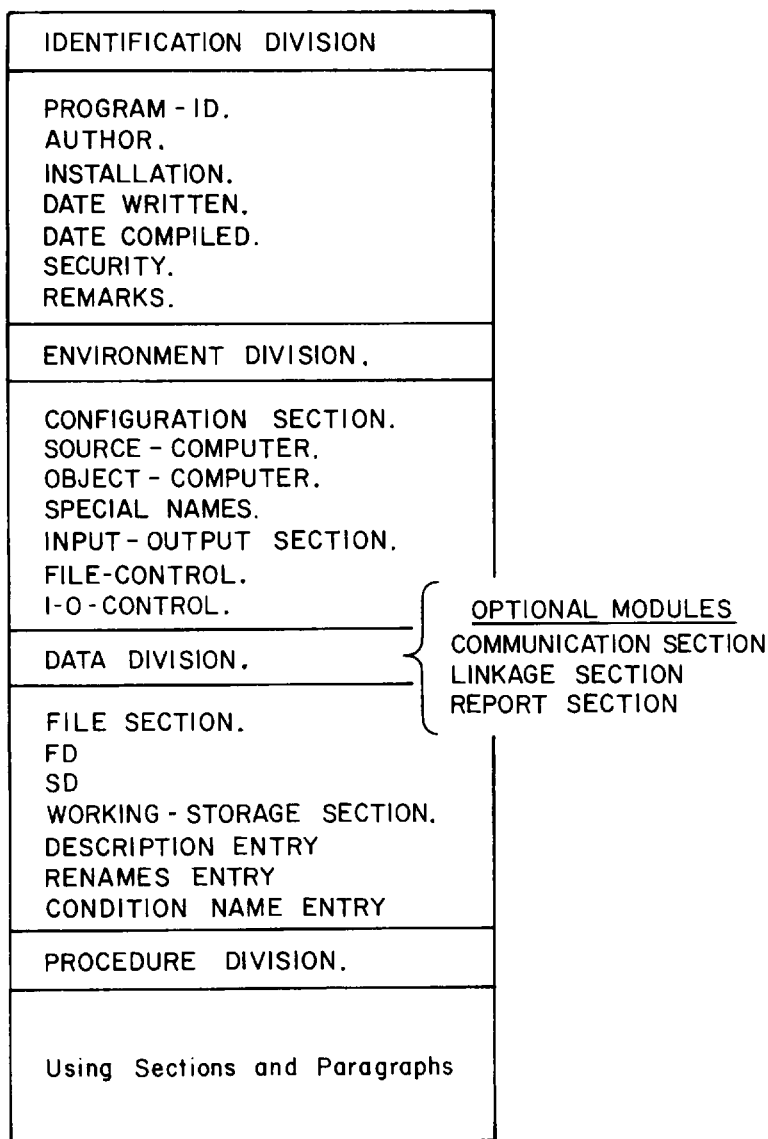 IDENTIFICATION DIVISION
PROGRAM-ID.
AUTHOR.
INSTALLATION.
DATE WRITTEN.
DATE COMPILED.
SECURITY.
REMARKS.
ENVIRONMENT DIVISION.
CONFIGURATION SECTION.
SOURCE-COMPUTER.
OBJECT-COMPUTER.
SPECIAL NAMES.
INPUT-OUTPUT SECTION.
FILE-CONTROL.
I-O-CONTROL.
DATA DIVISION.
OPTIONAL MODULES
COMMUNICATION SECTION
LINKAGE SECTION
REPORT SECTION
FILE SECTION.
FD
SD
WORKING-STORAGE SECTION.
DESCRIPTION ENTRY
RENAMES ENTRY
CONDITION NAME ENTRY
PROCEDURE DIVISION.
Using Sections and Paragraphs